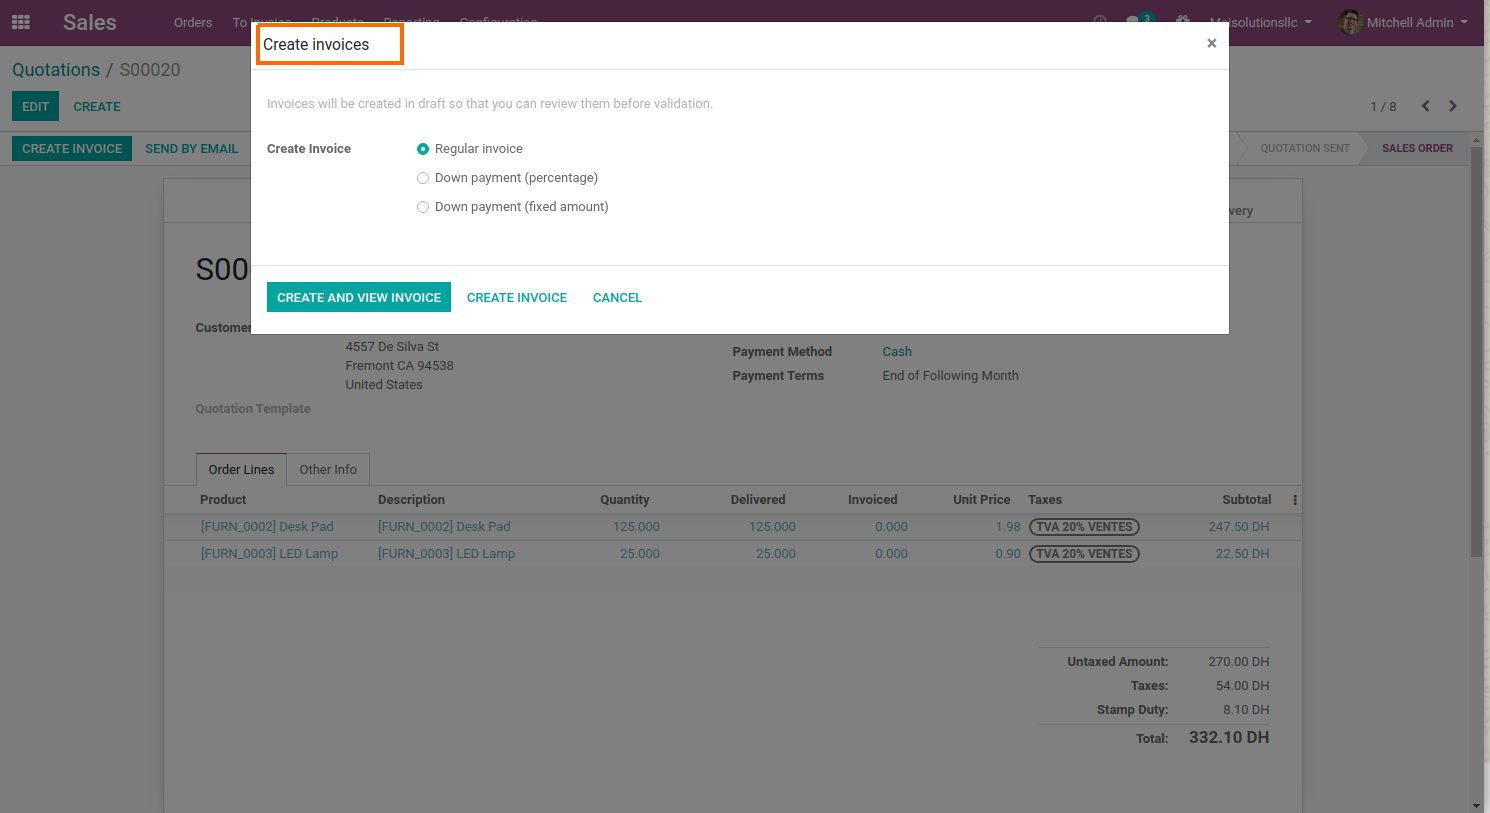 Sales Orders To Invoice Products Reporting Configuration 3 Maisolutionsllc Mitchell Admin
Create invoices ×
Quotations / S00020
Invoices will be created in draft so that you can review them before validation.
EDIT CREATE 1 / 8
CREATE INVOICE SEND BY EMAIL QUOTATION SENT SALES ORDER
Create Invoice Regular invoice
Down payment (percentage)
Down payment (fixed amount)
very
S00
CREATE AND VIEW INVOICE CREATE INVOICE CANCEL
Customer
4557 De Silva St
Fremont CA 94538
United States
Payment Method Cash
Payment Terms End of Following Month
Quotation Template
Order Lines Other Info
Product Description Quantity Delivered Invoiced Unit Price Taxes Subtotal
[FURN_0002] Desk Pad [FURN_0002] Desk Pad 125.000 125.000 0.000 1.98 TVA 20% VENTES 247.50 DH
[FURN_0003] LED Lamp [FURN_0003] LED Lamp 25.000 25.000 0.000 0.90 TVA 20% VENTES 22.50 DH
Untaxed Amount: 270.00 DH
Taxes: 54.00 DH
Stamp Duty: 8.10 DH
Total: 332.10 DH